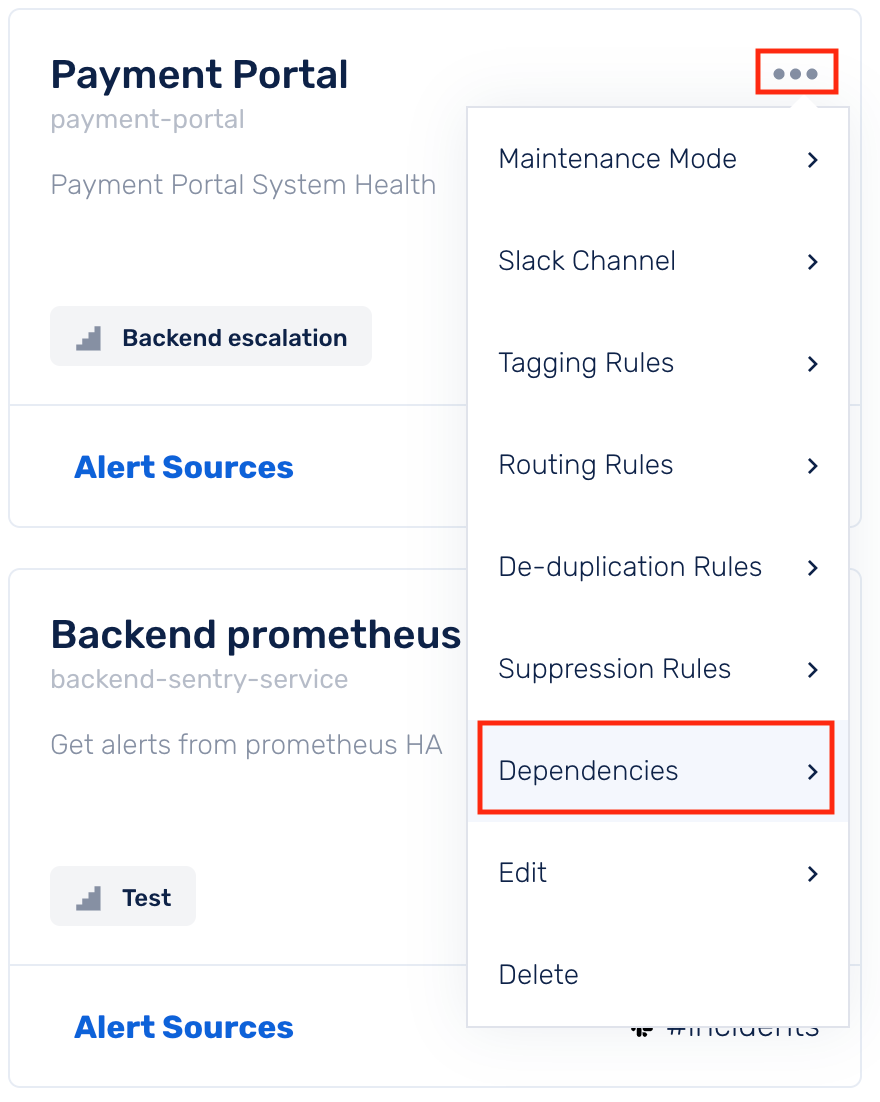 Payment Portal
payment-portal
Payment Portal System Health
Backend escalation
Alert Sources
Maintenance Mode
Slack Channel
Tagging Rules
Routing Rules
De-duplication Rules
Suppression Rules
Dependencies
Edit
Delete
Backend prometheus
backend-sentry-service
Get alerts from prometheus HA
Test
Alert Sources
#incidents